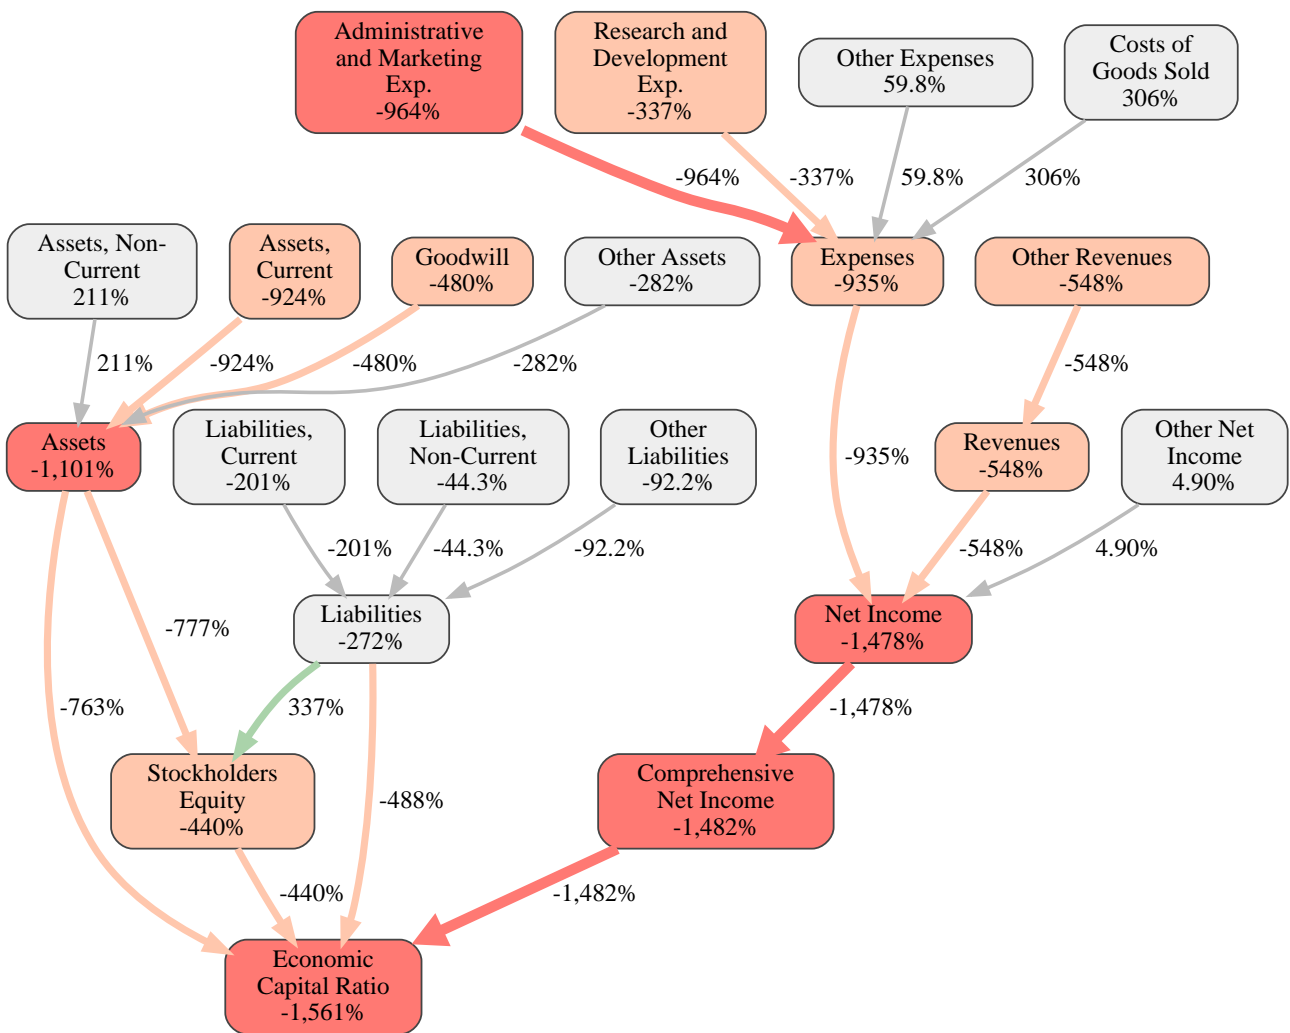 Administrative
and Marketing
Exp.
-964%
Research and
Development
Exp.
-337%
Other Expenses
59.8%
Costs of
Goods Sold
306%
-964%
-337%
59.8%
306%
Assets, Non-
Current
211%
Assets,
Current
-924%
Goodwill
-480%
Other Assets
-282%
Expenses
-935%
Other Revenues
-548%
211%
-924%
-480%
-282%
-548%
Assets
-1,101%
Liabilities,
Current
-201%
Liabilities,
Non-Current
-44.3%
Other
Liabilities
-92.2%
-935%
Revenues
-548%
Other Net
Income
4.90%
-201%
-44.3%
-92.2%
-548%
4.90%
-777%
Liabilities
-272%
Net Income
-1,478%
-763%
337%
-1,478%
Stockholders
Equity
-440%
-488%
Comprehensive
Net Income
-1,482%
-440%
-1,482%
Economic
Capital Ratio
-1,561%